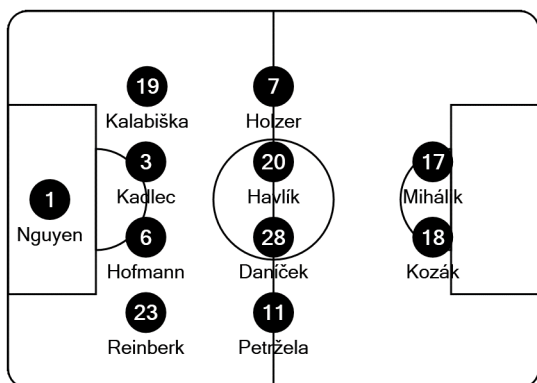 19
Kalabiška
7
Holzer
3
Kadlec
20
Havlík
17
Mihálik
1
Nguyen
6
Hofmann
28
Daníček
18
Kozák
23
Reinberk
11
Petržela